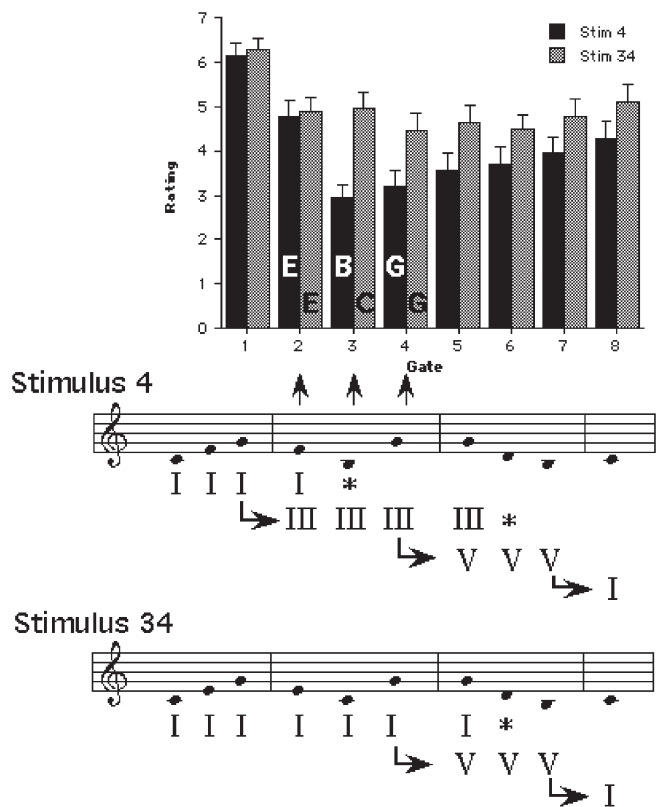 7
6
5
4
3
2
1
0
Rating
Stim 4
Stim 34
E B G
E C G
1 2 3 4 5 6 7 8
Gate
Stimulus 4
I I I I *
III III III III *
V V V
I
Stimulus 34
I I I I I I I *
V V V
I